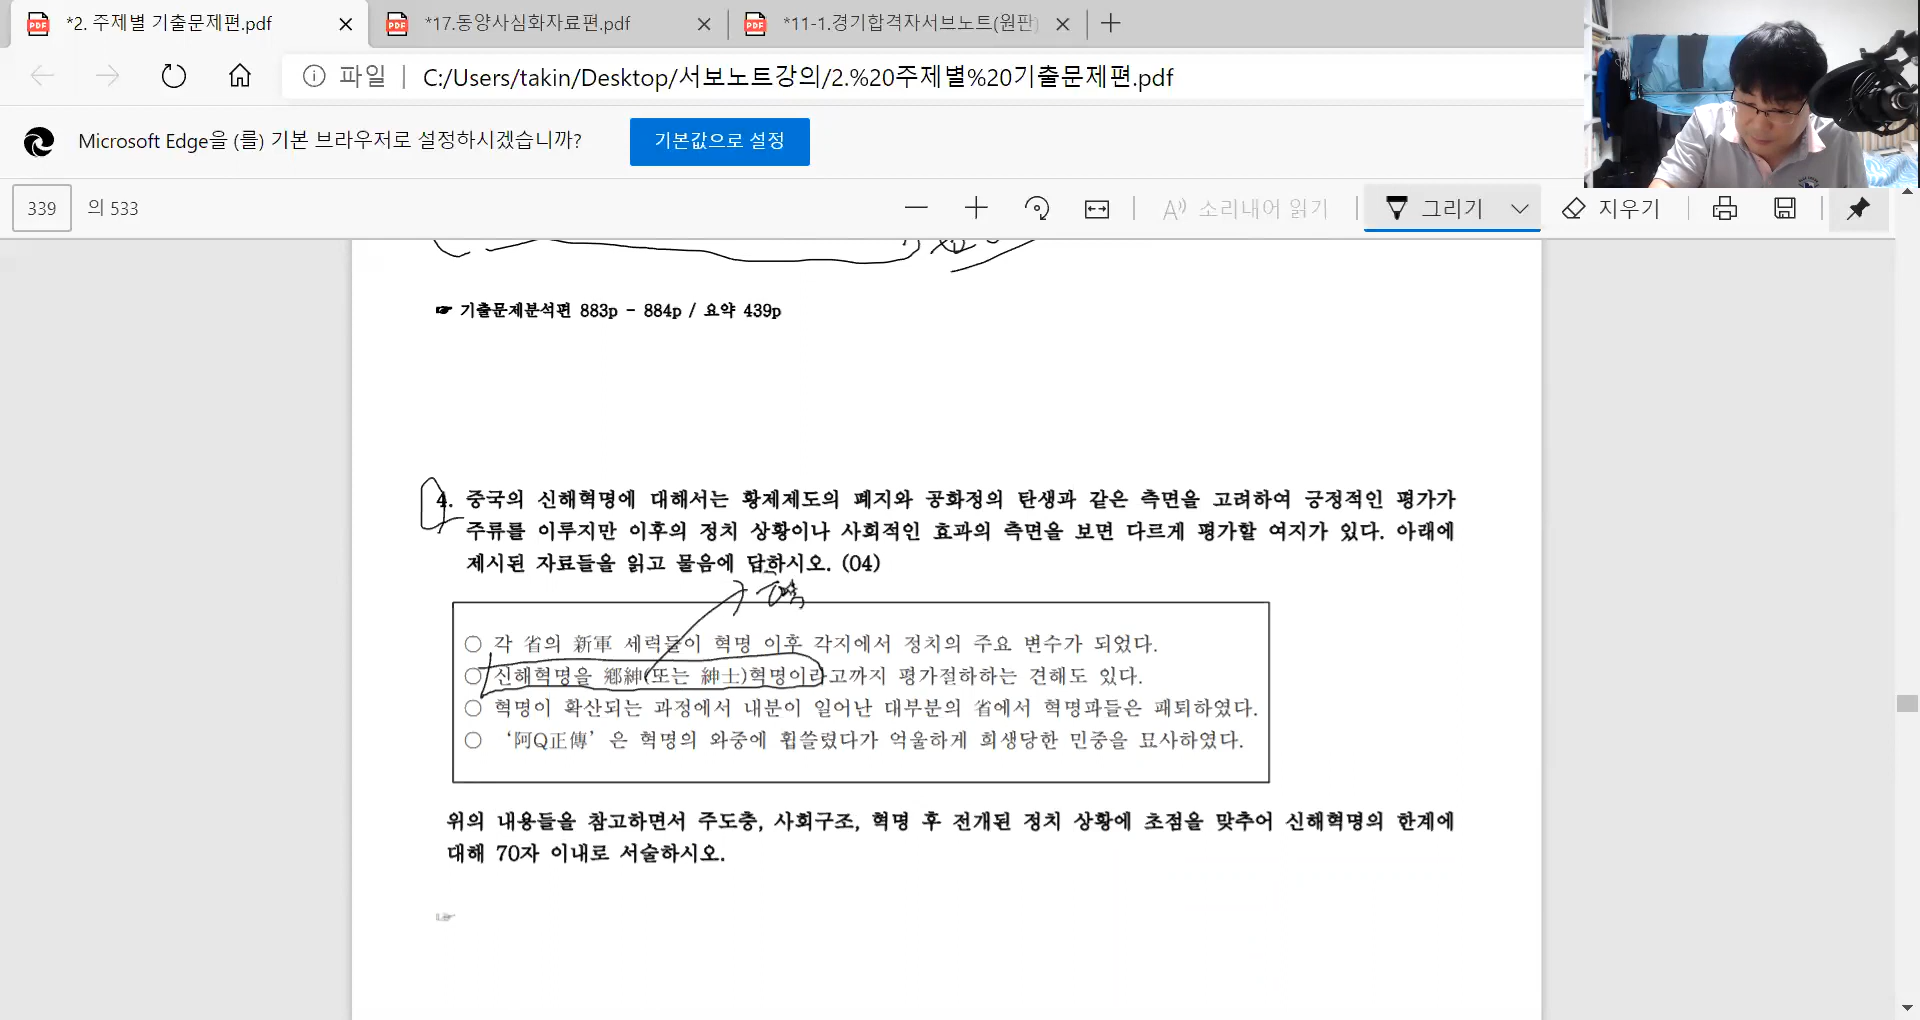 *2. 주제별 기출문제편.pdf
*17.동양사심화자료편.pdf
*11-1.경기합격자서브노트(원판)
파일 | C:/Users/takin/Desktop/서보노트강의/2.%20주제별%20기출문제편.pdf
Microsoft Edge을 (를) 기본 브라우저로 설정하시겠습니까?
기본값으로 설정
339 의 533
소리내어 읽기
그리기
지우기
☞ 기출문제분석편 883p - 884p / 요약 439p
4. 중국의 신해혁명에 대해서는 황제제도의 폐지와 공화정의 탄생과 같은 측면을 고려하여 긍정적인 평가가
주류를 이루지만 이후의 정치 상황이나 사회적인 효과의 측면을 보면 다르게 평가할 여지가 있다. 아래에
제시된 자료들을 읽고 물음에 답하시오. (04)
○ 각 省의 新軍 세력들이 혁명 이후 각지에서 정치의 주요 변수가 되었다.
○ 신해혁명을 鄕紳(또는 紳士)혁명이라고까지 평가절하하는 견해도 있다.
○ 혁명이 확산되는 과정에서 내분이 일어난 대부분의 省에서 혁명파들은 패퇴하였다.
○ ‘阿Q正傳’은 혁명의 와중에 휩쓸렸다가 억울하게 희생당한 민중을 묘사하였다.
위의 내용들을 참고하면서 주도층, 사회구조, 혁명 후 전개된 정치 상황에 초점을 맞추어 신해혁명의 한계에
대해 70자 이내로 서술하시오.
☞